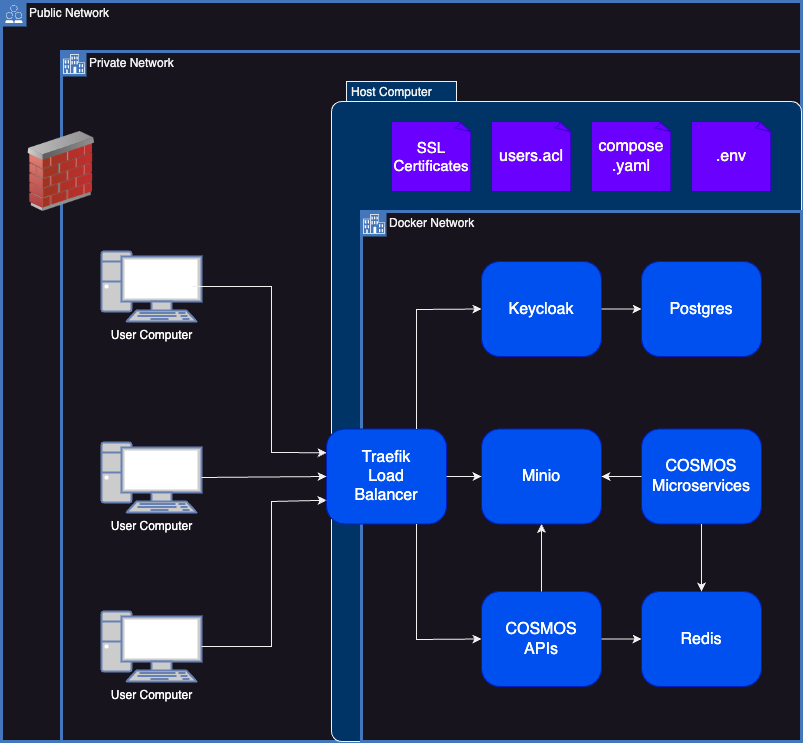 Public Network
Private Network
Host Computer
SSL
Certificates
users.acl
compose
.yaml
.env
Docker Network
User Computer
Keycloak
Postgres
User Computer
Traefik
Load
Balancer
Minio
COSMOS
Microservices
User Computer
COSMOS
APIs
Redis